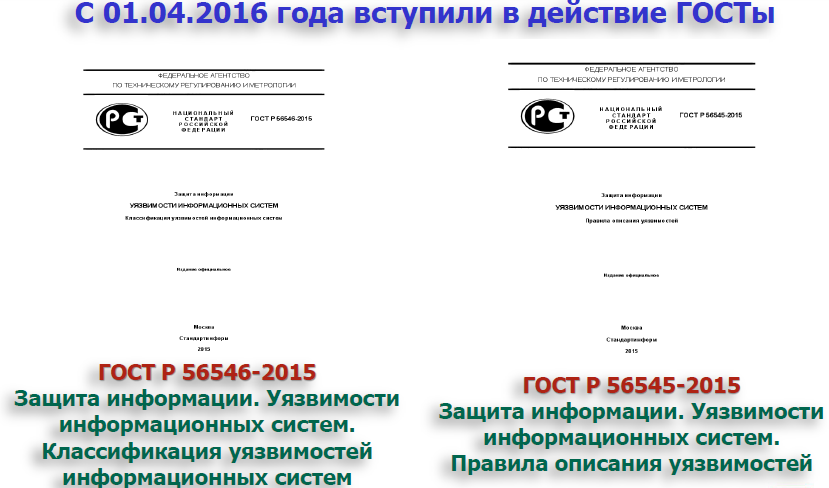 С 01.04.2016 года вступили в действие ГОСТы
ФЕДЕРАЛЬНОЕ АГЕНТСТВО
ПО ТЕХНИЧЕСКОМУ РЕГУЛИРОВАНИЮ И МЕТРОЛОГИИ
РСТ
НАЦИОНАЛЬНЫЙ
СТАНДАРТ
РОССИЙСКОЙ
ФЕДЕРАЦИИ
ГОСТ Р 56546-2015
Защита информации
УЯЗВИМОСТИ ИНФОРМАЦИОННЫХ СИСТЕМ
Классификация уязвимостей информационных систем
Издание официальное
Москва
Стандартинформ
2015
ГОСТ Р 56546-2015
Защита информации. Уязвимости
информационных систем.
Классификация уязвимостей
информационных систем
ФЕДЕРАЛЬНОЕ АГЕНТСТВО
ПО ТЕХНИЧЕСКОМУ РЕГУЛИРОВАНИЮ И МЕТРОЛОГИИ
РСТ
НАЦИОНАЛЬНЫЙ
СТАНДАРТ
РОССИЙСКОЙ
ФЕДЕРАЦИИ
ГОСТ Р 56545-2015
Защита информации
УЯЗВИМОСТИ ИНФОРМАЦИОННЫХ СИСТЕМ
Правила описания уязвимостей
Издание официальное
Москва
Стандартинформ
2015
ГОСТ Р 56545-2015
Защита информации. Уязвимости
информационных систем.
Правила описания уязвимостей